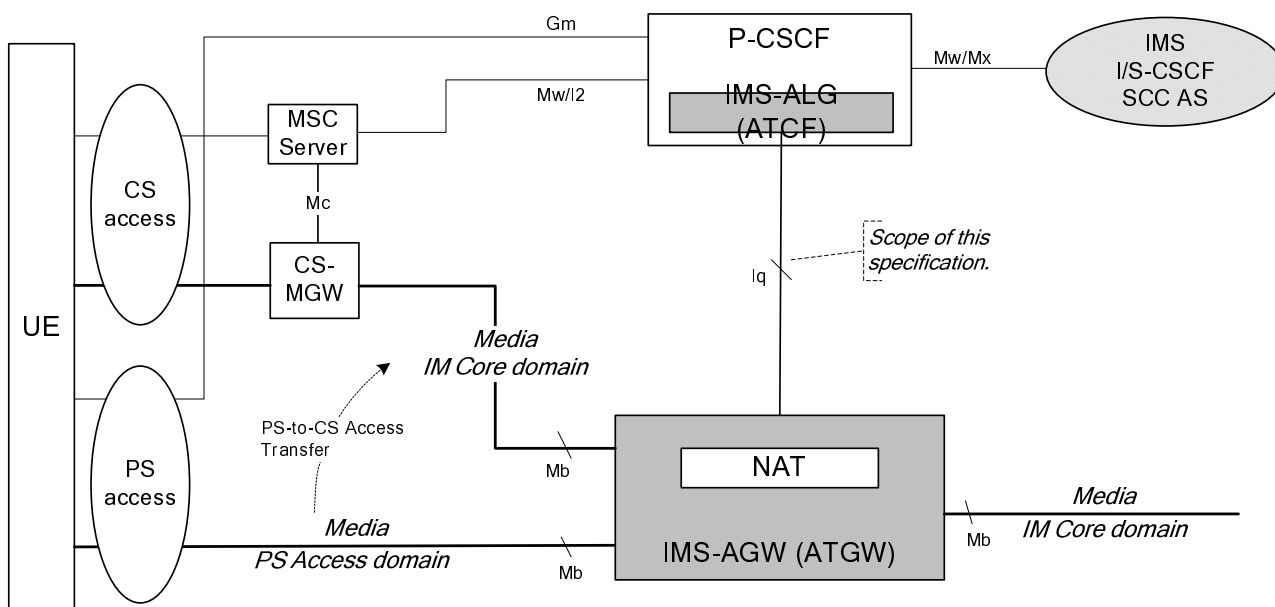 Gm
P-CSCF
IMS-ALG
(ATCF)
Mw/Mx
IMS
I/S-CSCF
SCC AS
Mw/I2
MSC
Server
Mc
CS
access
CS-
MGW
Scope of this
specification.
Iq
UE
Media
IM Core domain
PS-to-CS Access
Transfer
PS
access
Mb
NAT
Media
PS Access domain
Mb
IMS-AGW (ATGW)
Media
IM Core domain
Mb